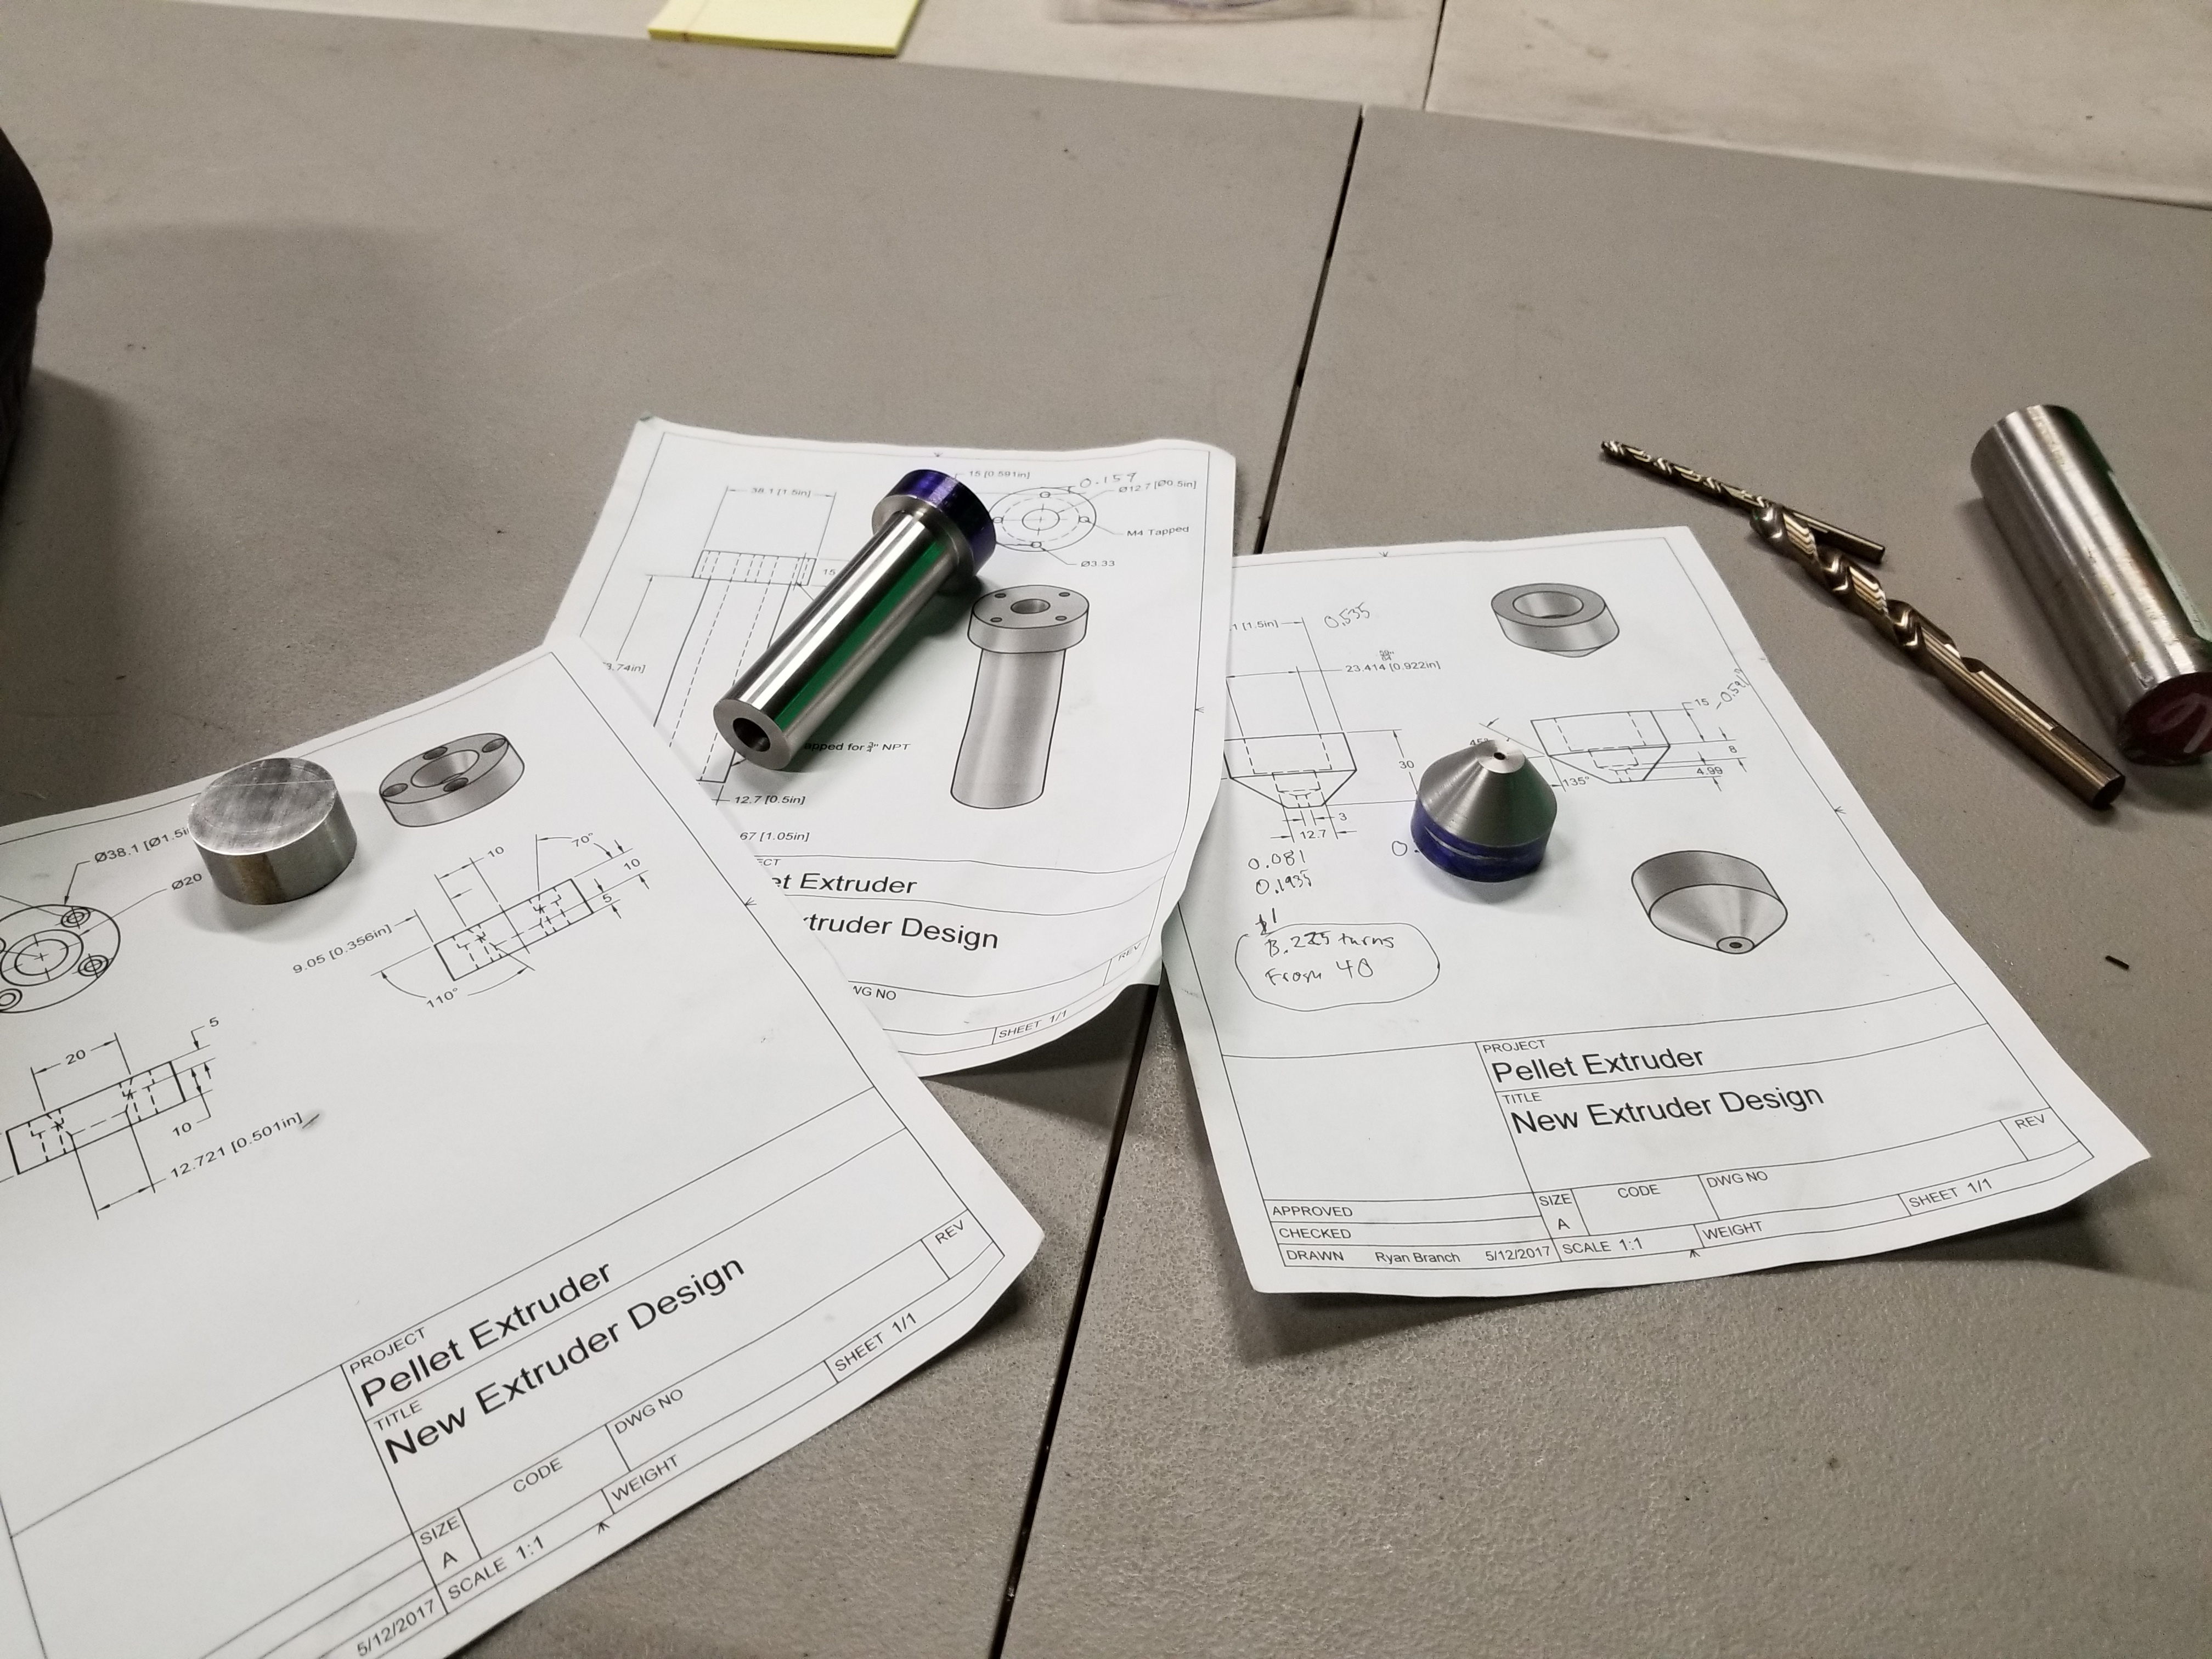 Ø38.1 [Ø1.5i
Ø20
10
70°
10
5
9.05 [0.356in]
110°
20
5
10
12.721 [0.501in]
PROJECT
Pellet Extruder
TITLE
New Extruder Design
REV
SIZE
A
CODE
DWG NO
SCALE 1:1
WEIGHT
SHEET 1/1
5/12/2017
38.1 [1.5in]
15 [0.591in]
0.159
Ø12.7 [Ø0.5in]
M4 Tapped
Ø3.33
15
3.74in]
apped for ¾" NPT
12.7 [0.5in]
67 [1.05in]
ECT
et Extruder
truder Design
REV
WG NO
SHEET 1/1
1 [1.5in]
0.535
23.414 [0.922in]
45°
135°
15
8
4.99
30
3
12.7
0.
0.081
0.1935
turns
From 40
PROJECT
Pellet Extruder
TITLE
New Extruder Design
REV
APPROVED
CHECKED
DRAWN Ryan Branch 5/12/2017
SIZE
A
CODE
DWG NO
SCALE 1:1
WEIGHT
SHEET 1/1